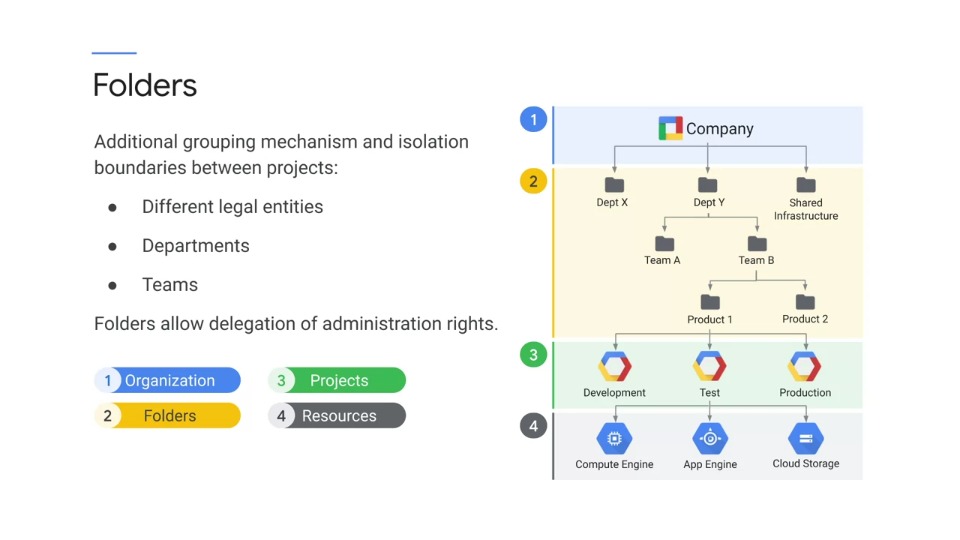 Folders
Additional grouping mechanism and isolation
boundaries between projects:
● Different legal entities
● Departments
● Teams
Folders allow delegation of administration rights.
1 Organization
3 Projects
2 Folders
4 Resources
1
Company
2
Dept X
Dept Y
Shared
Infrastructure
Team A
Team B
Product 1
Product 2
3
Development
Test
Production
4
Compute Engine
App Engine
Cloud Storage